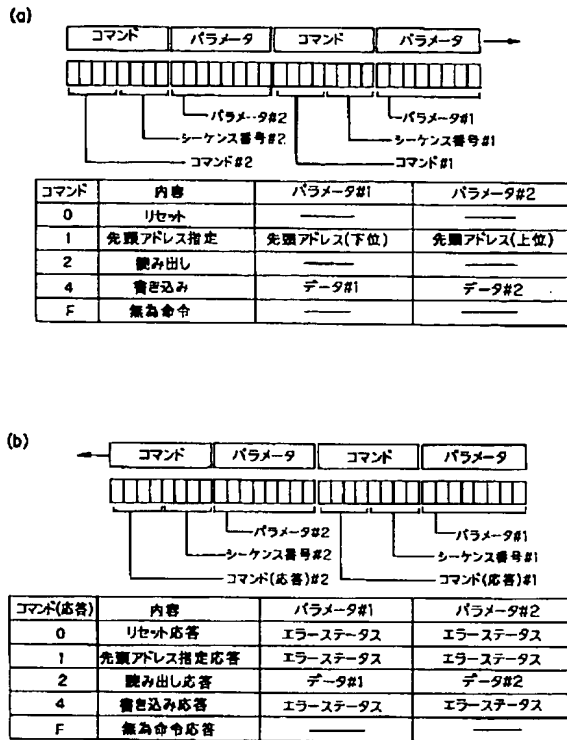 (a)
コマンド パラメータ コマンド パラメータ
パラメータ#2 パラメータ#1
シーケンス番号#2 シーケンス番号#1
コマンド#2 コマンド#1
コマンド 内容 パラメータ#1 パラメータ#2
0 リセット —— ——
1 先頭アドレス指定 先頭アドレス(下位) 先頭アドレス(上位)
2 読み出し —— ——
4 書き込み データ#1 データ#2
F 無為命令 —— ——
(b)
コマンド パラメータ コマンド パラメータ
パラメータ#2 パラメータ#1
シーケンス番号#2 シーケンス番号#1
コマンド(応答)#2 コマンド(応答)#1
コマンド(応答) 内容 パラメータ#1 パラメータ#2
0 リセット応答 エラーステータス エラーステータス
1 先頭アドレス指定応答 エラーステータス エラーステータス
2 読み出し応答 データ#1 データ#2
4 書き込み応答 エラーステータス エラーステータス
F 無為命令応答 —— ——